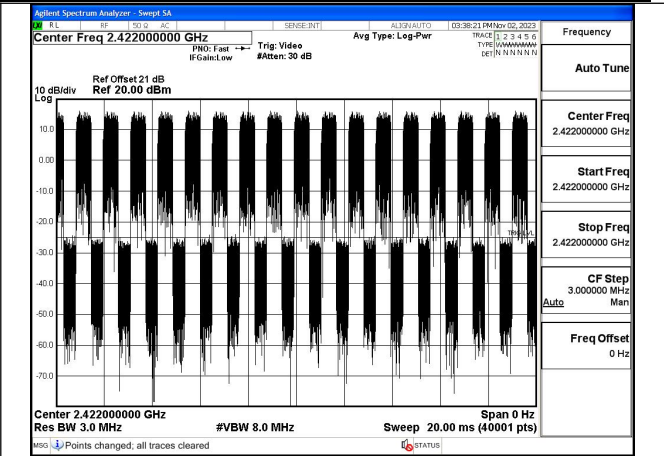 Agilent Spectrum Analyzer - Swept SA
RL RF 50 Ω AC SENSE:INT ALIGN AUTO 03:38:21 PM Nov 02, 2023
Center Freq 2.422000000 GHz
PNO: Fast
IFGain:Low
Trig: Video
#Atten: 30 dB
Avg Type: Log-Pwr
TRACE 1 2 3 4 5 6
TYPE WWWWWW
DET N N N N N N
Ref Offset 21 dB
10 dB/div Ref 20.00 dBm
Log
10.0
0.00
-10.0
-20.0
-30.0
-40.0
-50.0
-60.0
-70.0
Center 2.422000000 GHz Span 0 Hz
Res BW 3.0 MHz #VBW 8.0 MHz Sweep 20.00 ms (40001 pts)
MSG Points changed; all traces cleared STATUS
Frequency
Auto Tune
Center Freq
2.422000000 GHz
Start Freq
2.422000000 GHz
Stop Freq
2.422000000 GHz
CF Step
3.000000 MHz
Auto Man
Freq Offset
0 Hz